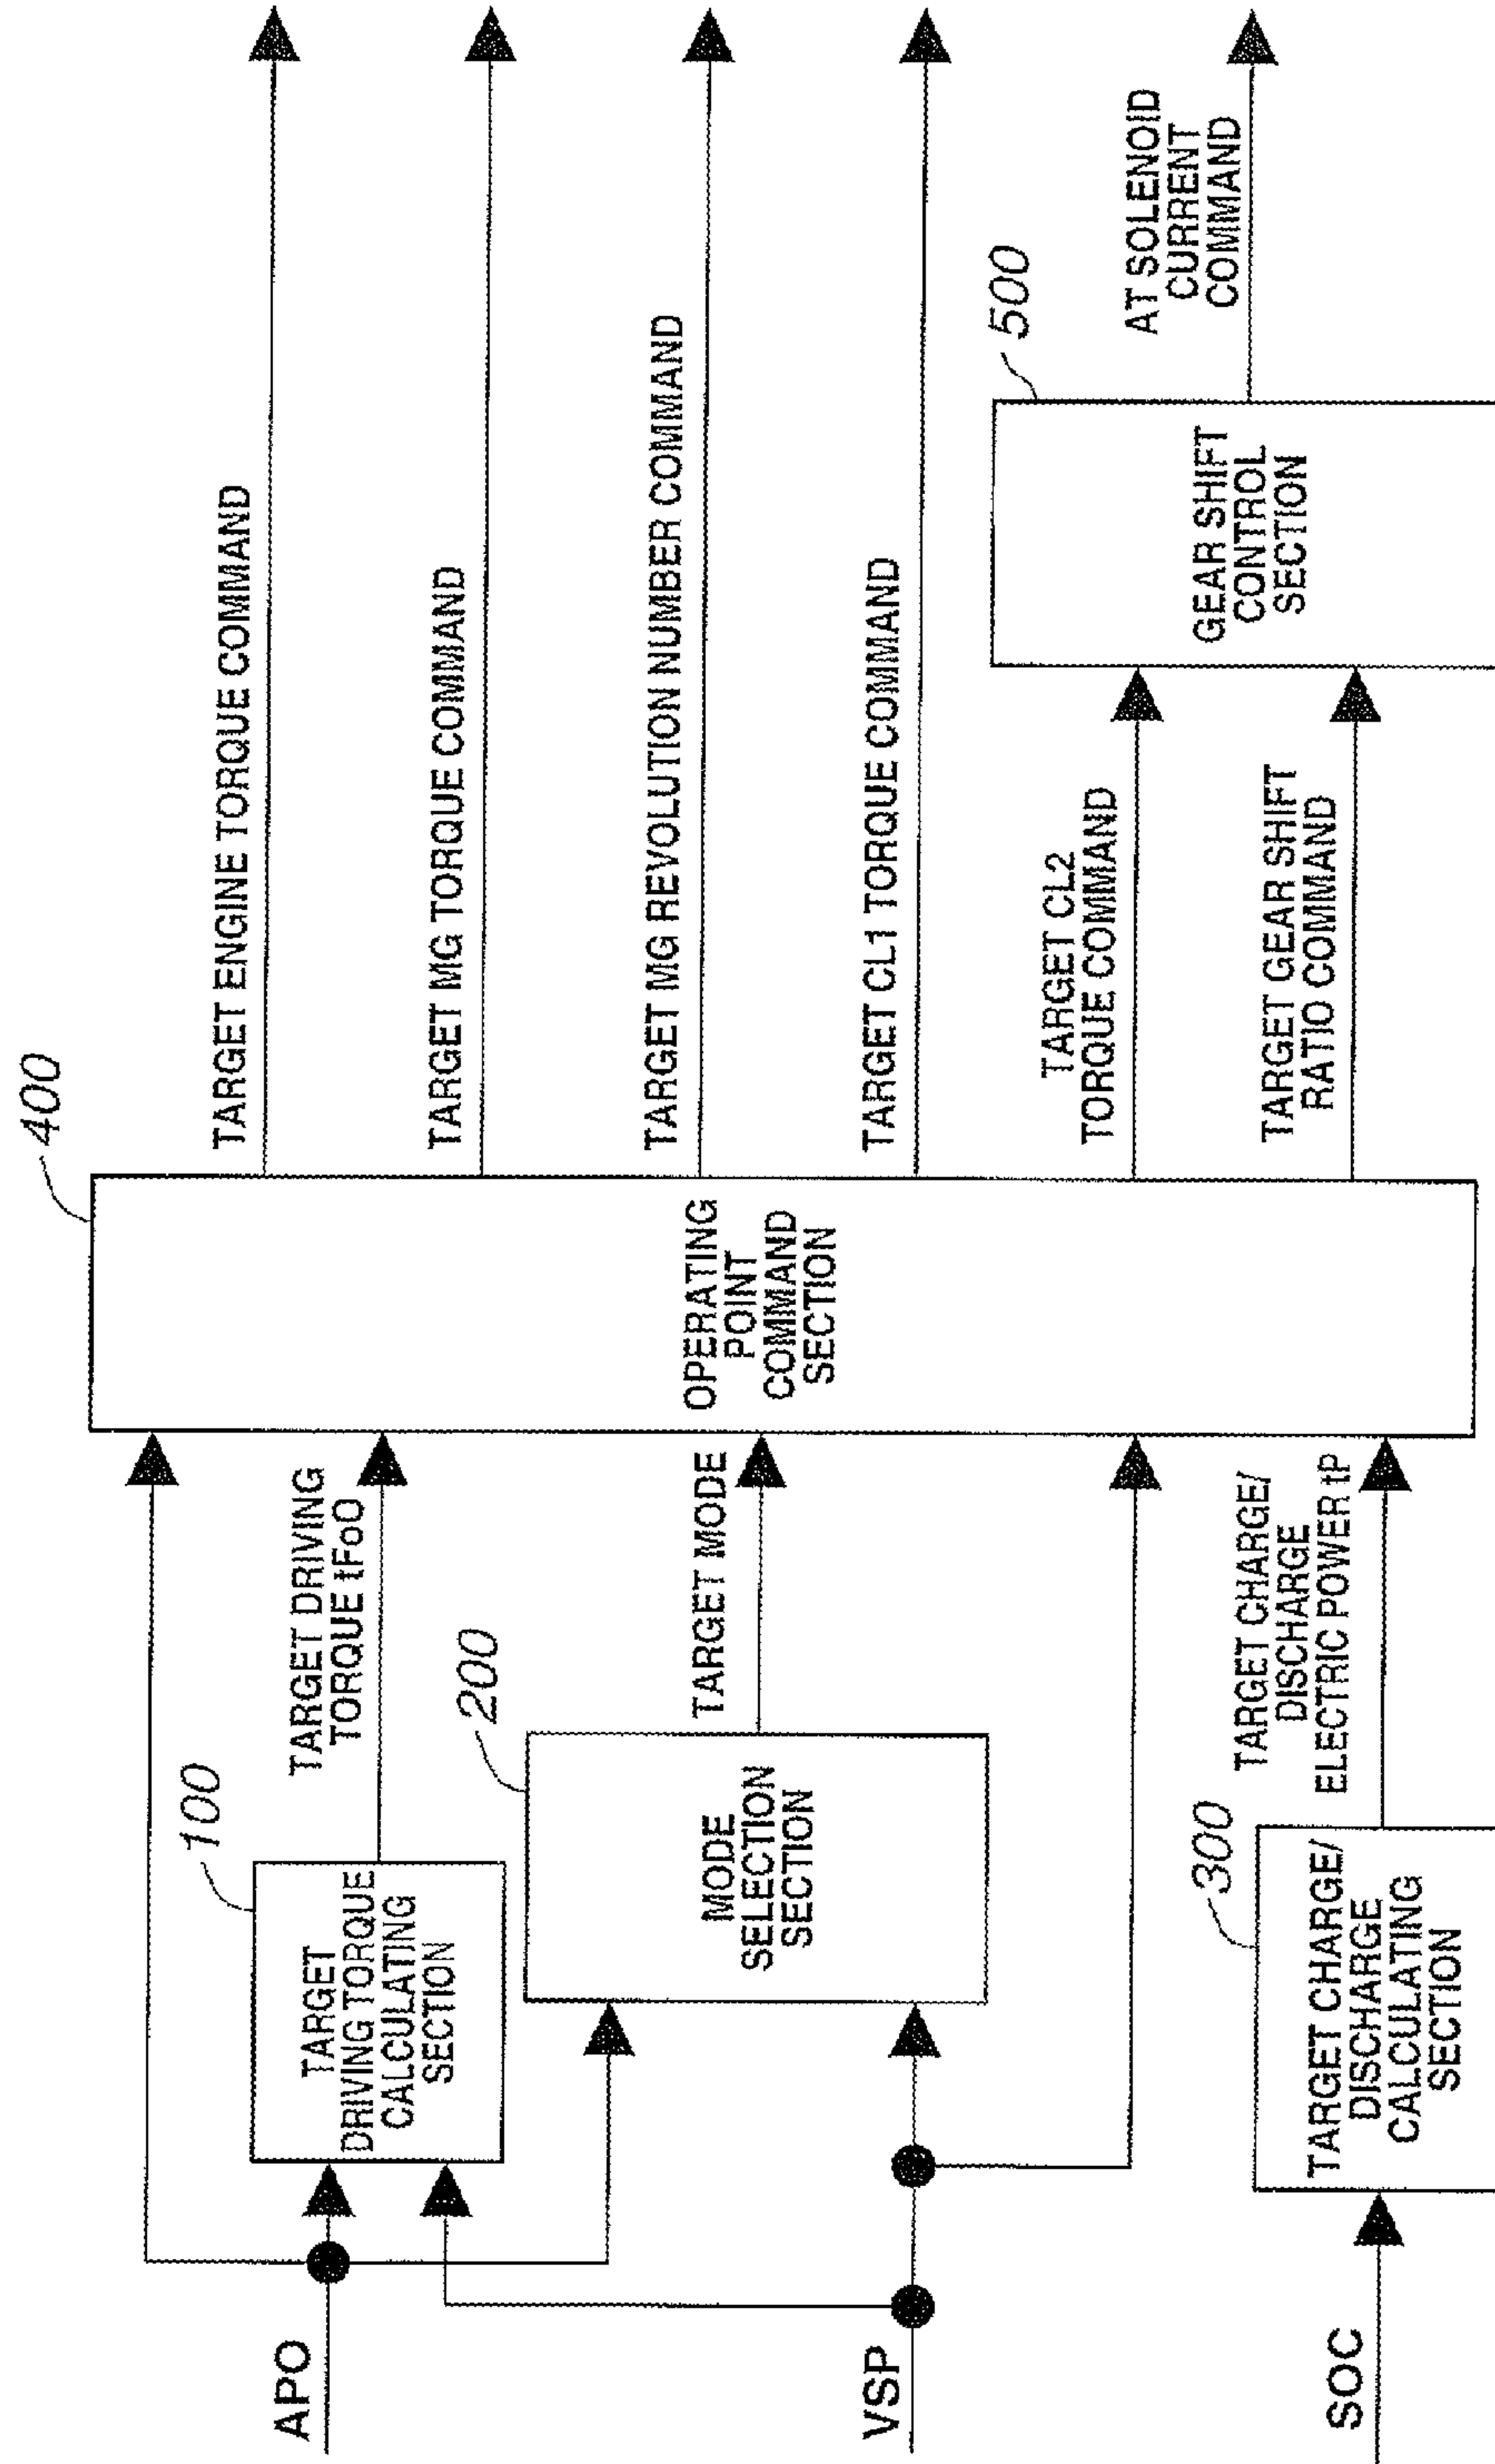 APO
VSP
SOC
100
TARGET
DRIVING TORQUE
CALCULATING
SECTION
200
MODE
SELECTION
SECTION
300
TARGET CHARGE/
DISCHARGE
CALCULATING
SECTION
TARGET DRIVING
TORQUE tFoO
TARGET MODE
TARGET CHARGE/
DISCHARGE
ELECTRIC POWER tP
400
OPERATING
POINT
COMMAND
SECTION
TARGET ENGINE TORQUE COMMAND
TARGET MG TORQUE COMMAND
TARGET MG REVOLUTION NUMBER COMMAND
TARGET CL1 TORQUE COMMAND
TARGET CL2
TORQUE COMMAND
TARGET GEAR SHIFT
RATIO COMMAND
500
GEAR SHIFT
CONTROL
SECTION
AT SOLENOID
CURRENT
COMMAND